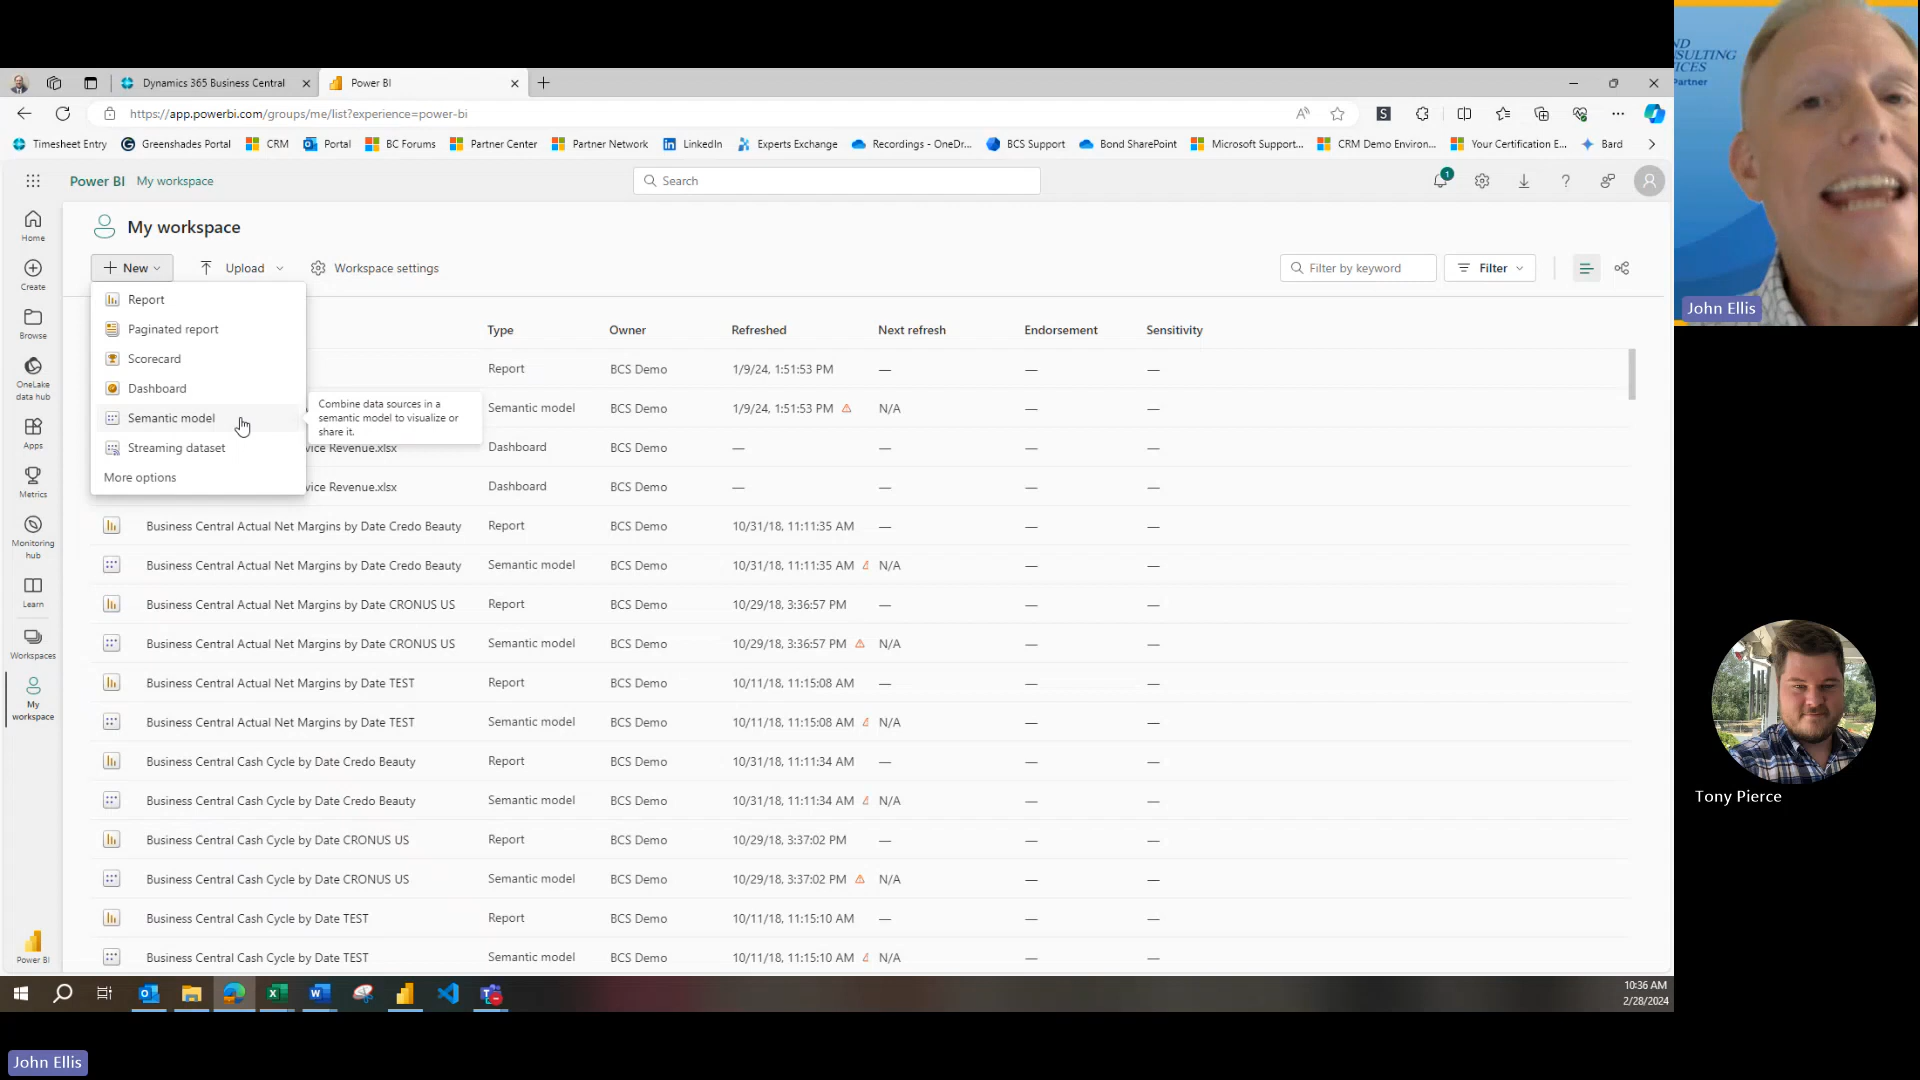 Dynamics 365 Business Central
Power BI
https://app.powerbi.com/groups/me/list?experience=power-bi
Timesheet Entry
Greenshades Portal
CRM
Portal
BC Forums
Partner Center
Partner Network
LinkedIn
Experts Exchange
Recordings - OneDr...
BCS Support
Bond SharePoint
Microsoft Support...
CRM Demo Environ...
Your Certification E...
Bard
Power BI
My workspace
Search
1
My workspace
New
Upload
Workspace settings
Filter by keyword
Filter
Home
Create
Browse
OneLake
data hub
Apps
Metrics
Monitoring
hub
Learn
Workspaces
My
workspace
Power BI
Report
Paginated report
Scorecard
Dashboard
Semantic model
Streaming dataset
More options
Combine data sources in a
semantic model to visualize or
share it.
Type Owner Refreshed Next refresh Endorsement Sensitivity
Report BCS Demo 1/9/24, 1:51:53 PM — — —
Semantic model BCS Demo 1/9/24, 1:51:53 PM N/A — —
vice Revenue.xlsx Dashboard BCS Demo — — — —
vice Revenue.xlsx Dashboard BCS Demo — — — —
Business Central Actual Net Margins by Date Credo Beauty Report BCS Demo 10/31/18, 11:11:35 AM — — —
Business Central Actual Net Margins by Date Credo Beauty Semantic model BCS Demo 10/31/18, 11:11:35 AM N/A — —
Business Central Actual Net Margins by Date CRONUS US Report BCS Demo 10/29/18, 3:36:57 PM — — —
Business Central Actual Net Margins by Date CRONUS US Semantic model BCS Demo 10/29/18, 3:36:57 PM N/A — —
Business Central Actual Net Margins by Date TEST Report BCS Demo 10/11/18, 11:15:08 AM — — —
Business Central Actual Net Margins by Date TEST Semantic model BCS Demo 10/11/18, 11:15:08 AM N/A — —
Business Central Cash Cycle by Date Credo Beauty Report BCS Demo 10/31/18, 11:11:34 AM — — —
Business Central Cash Cycle by Date Credo Beauty Semantic model BCS Demo 10/31/18, 11:11:34 AM N/A — —
Business Central Cash Cycle by Date CRONUS US Report BCS Demo 10/29/18, 3:37:02 PM — — —
Business Central Cash Cycle by Date CRONUS US Semantic model BCS Demo 10/29/18, 3:37:02 PM N/A — —
Business Central Cash Cycle by Date TEST Report BCS Demo 10/11/18, 11:15:10 AM — — —
Business Central Cash Cycle by Date TEST Semantic model BCS Demo 10/11/18, 11:15:10 AM N/A — —
10:36 AM
2/28/2024
John Ellis
ND
NSULTING
ICES
Partner
John Ellis
Tony Pierce